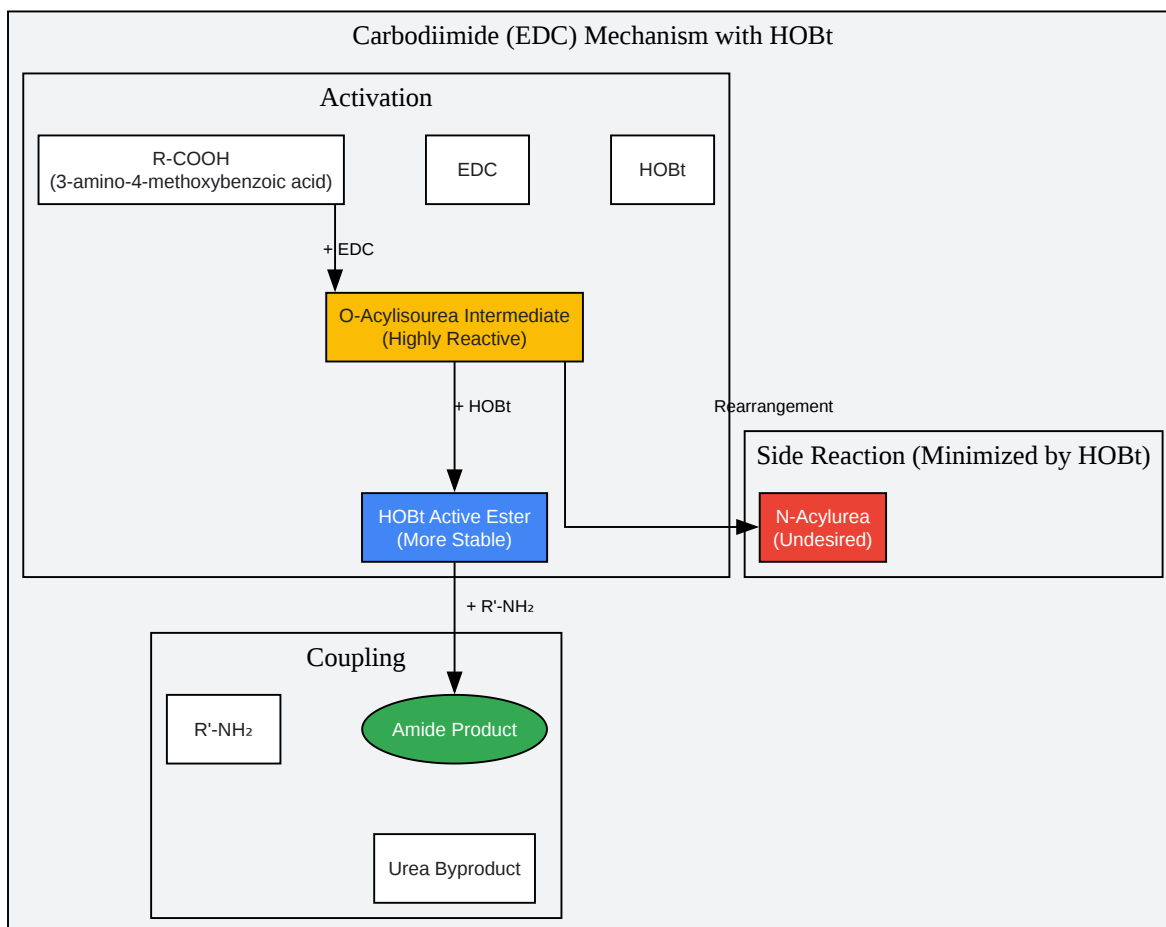 Carbodiimide (EDC) Mechanism with HOBt
Activation
R-COOH
(3-amino-4-methoxybenzoic acid)
EDC
HOBt
+ EDC
O-Acylisourea Intermediate
(Highly Reactive)
+ HOBt
Rearrangement
Side Reaction (Minimized by HOBt)
HOBt Active Ester
(More Stable)
N-Acylurea
(Undesired)
+ R'-NH₂
Coupling
R'-NH₂
Amide Product
Urea Byproduct